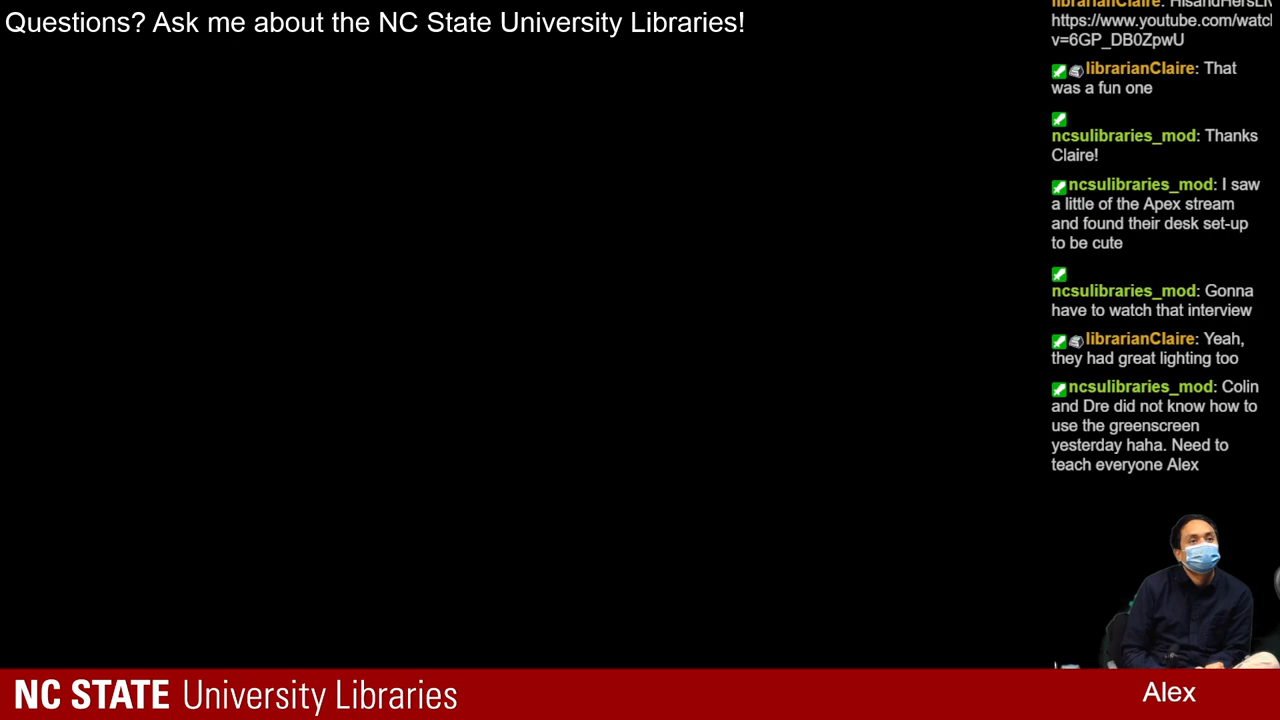 Questions? Ask me about the NC State University Libraries!
librarianClaire: HisandHersLiv
https://www.youtube.com/watc
v=6GP_DB0ZpwU
librarianClaire: That
was a fun one
ncsulibraries_mod: Thanks
Claire!
ncsulibraries_mod: I saw
a little of the Apex stream
and found their desk set-up
to be cute
ncsulibraries_mod: Gonna
have to watch that interview
librarianClaire: Yeah,
they had great lighting too
ncsulibraries_mod: Colin
and Dre did not know how to
use the greenscreen
yesterday haha. Need to
teach everyone Alex
NC STATE University Libraries
Alex